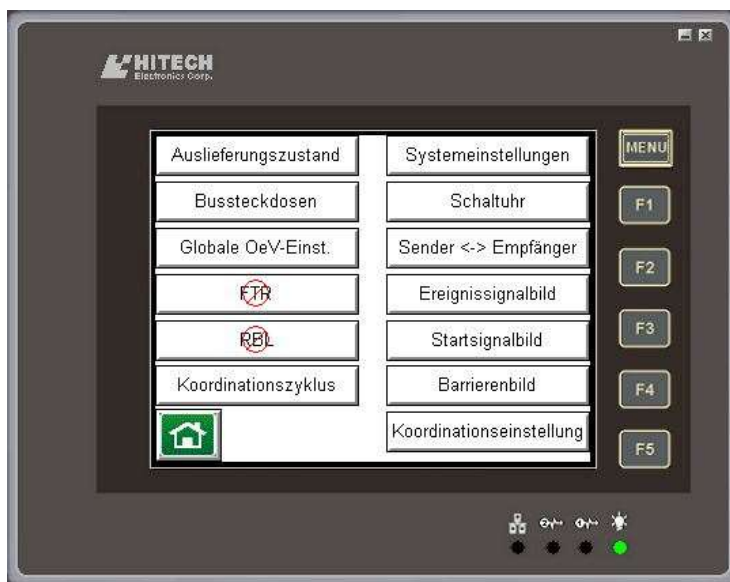 HITECH
Electronics Corp.
MENU
Auslieferungszustand
Systemeinstellungen
Bussteckdosen
Schaltuhr
F1
Globale OeV-Einst.
Sender <-> Empfänger
F2
FTR
Ereignissignalbild
RBL
Startsignalbild
F3
Koordinationszyklus
Barrierenbild
F4
Koordinationseinstellung
F5